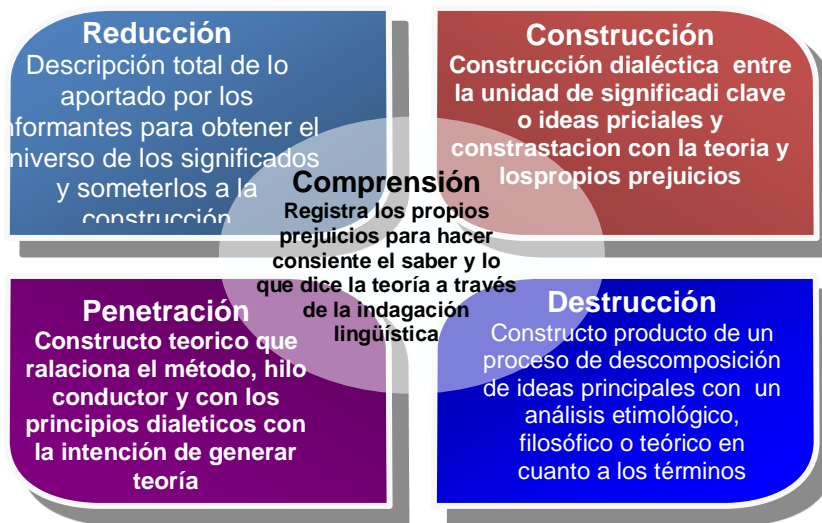 Reducción
Descripción total de lo
aportado por los
nformantes para obtener el
niverso de los significados
y someterlos a la
construcción
Construcción
Construcción dialéctica entre
la unidad de significadi clave
o ideas priciales y
constrastacion con la teoria y
lospropios prejuicios
Comprensión
Registra los propios
prejuicios para hacer
consiente el saber y lo
que dice la teoría a través
de la indagación
lingüística
Penetración
Constructo teorico que
ralaciona el método, hilo
conductor y con los
principios dialeticos con
la intención de generar
teoría
Destrucción
Constructo producto de un
proceso de descomposición
de ideas principales con un
análisis etimológico,
filosófico o teórico en
cuanto a los términos